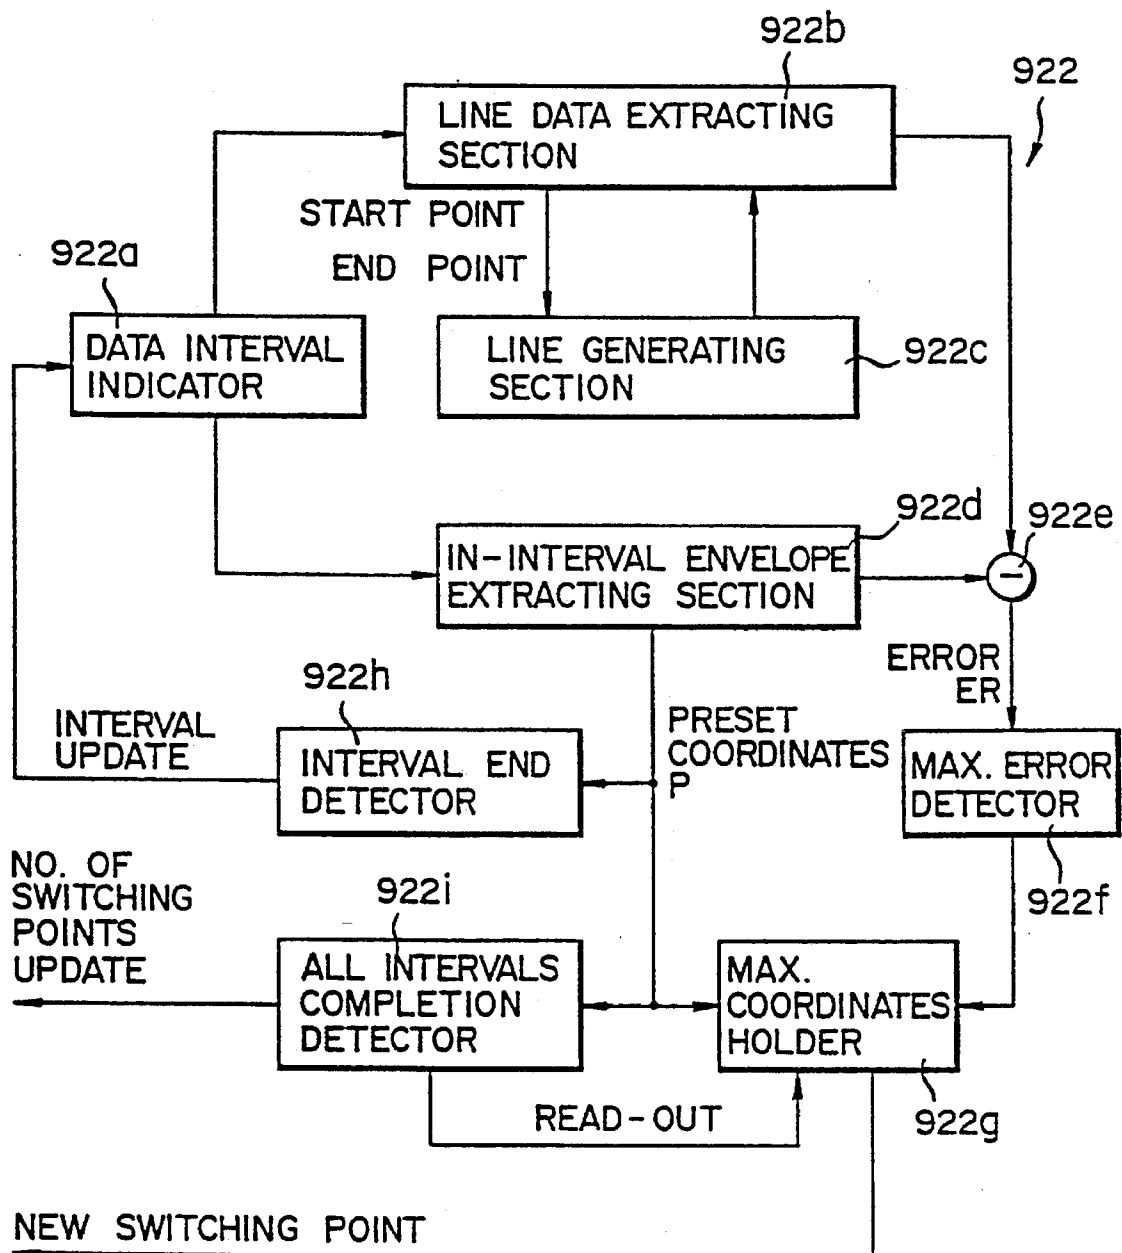 922b
922
LINE DATA EXTRACTING
SECTION
START POINT
END POINT
922a
DATA INTERVAL
INDICATOR
LINE GENERATING
SECTION
922c
922d
922e
IN-INTERVAL ENVELOPE
EXTRACTING SECTION
ERROR
ER
922h
INTERVAL
UPDATE
INTERVAL END
DETECTOR
PRESET
COORDINATES
P
MAX. ERROR
DETECTOR
922f
NO. OF
SWITCHING
POINTS
UPDATE
922i
ALL INTERVALS
COMPLETION
DETECTOR
MAX.
COORDINATES
HOLDER
922g
READ-OUT
NEW SWITCHING POINT